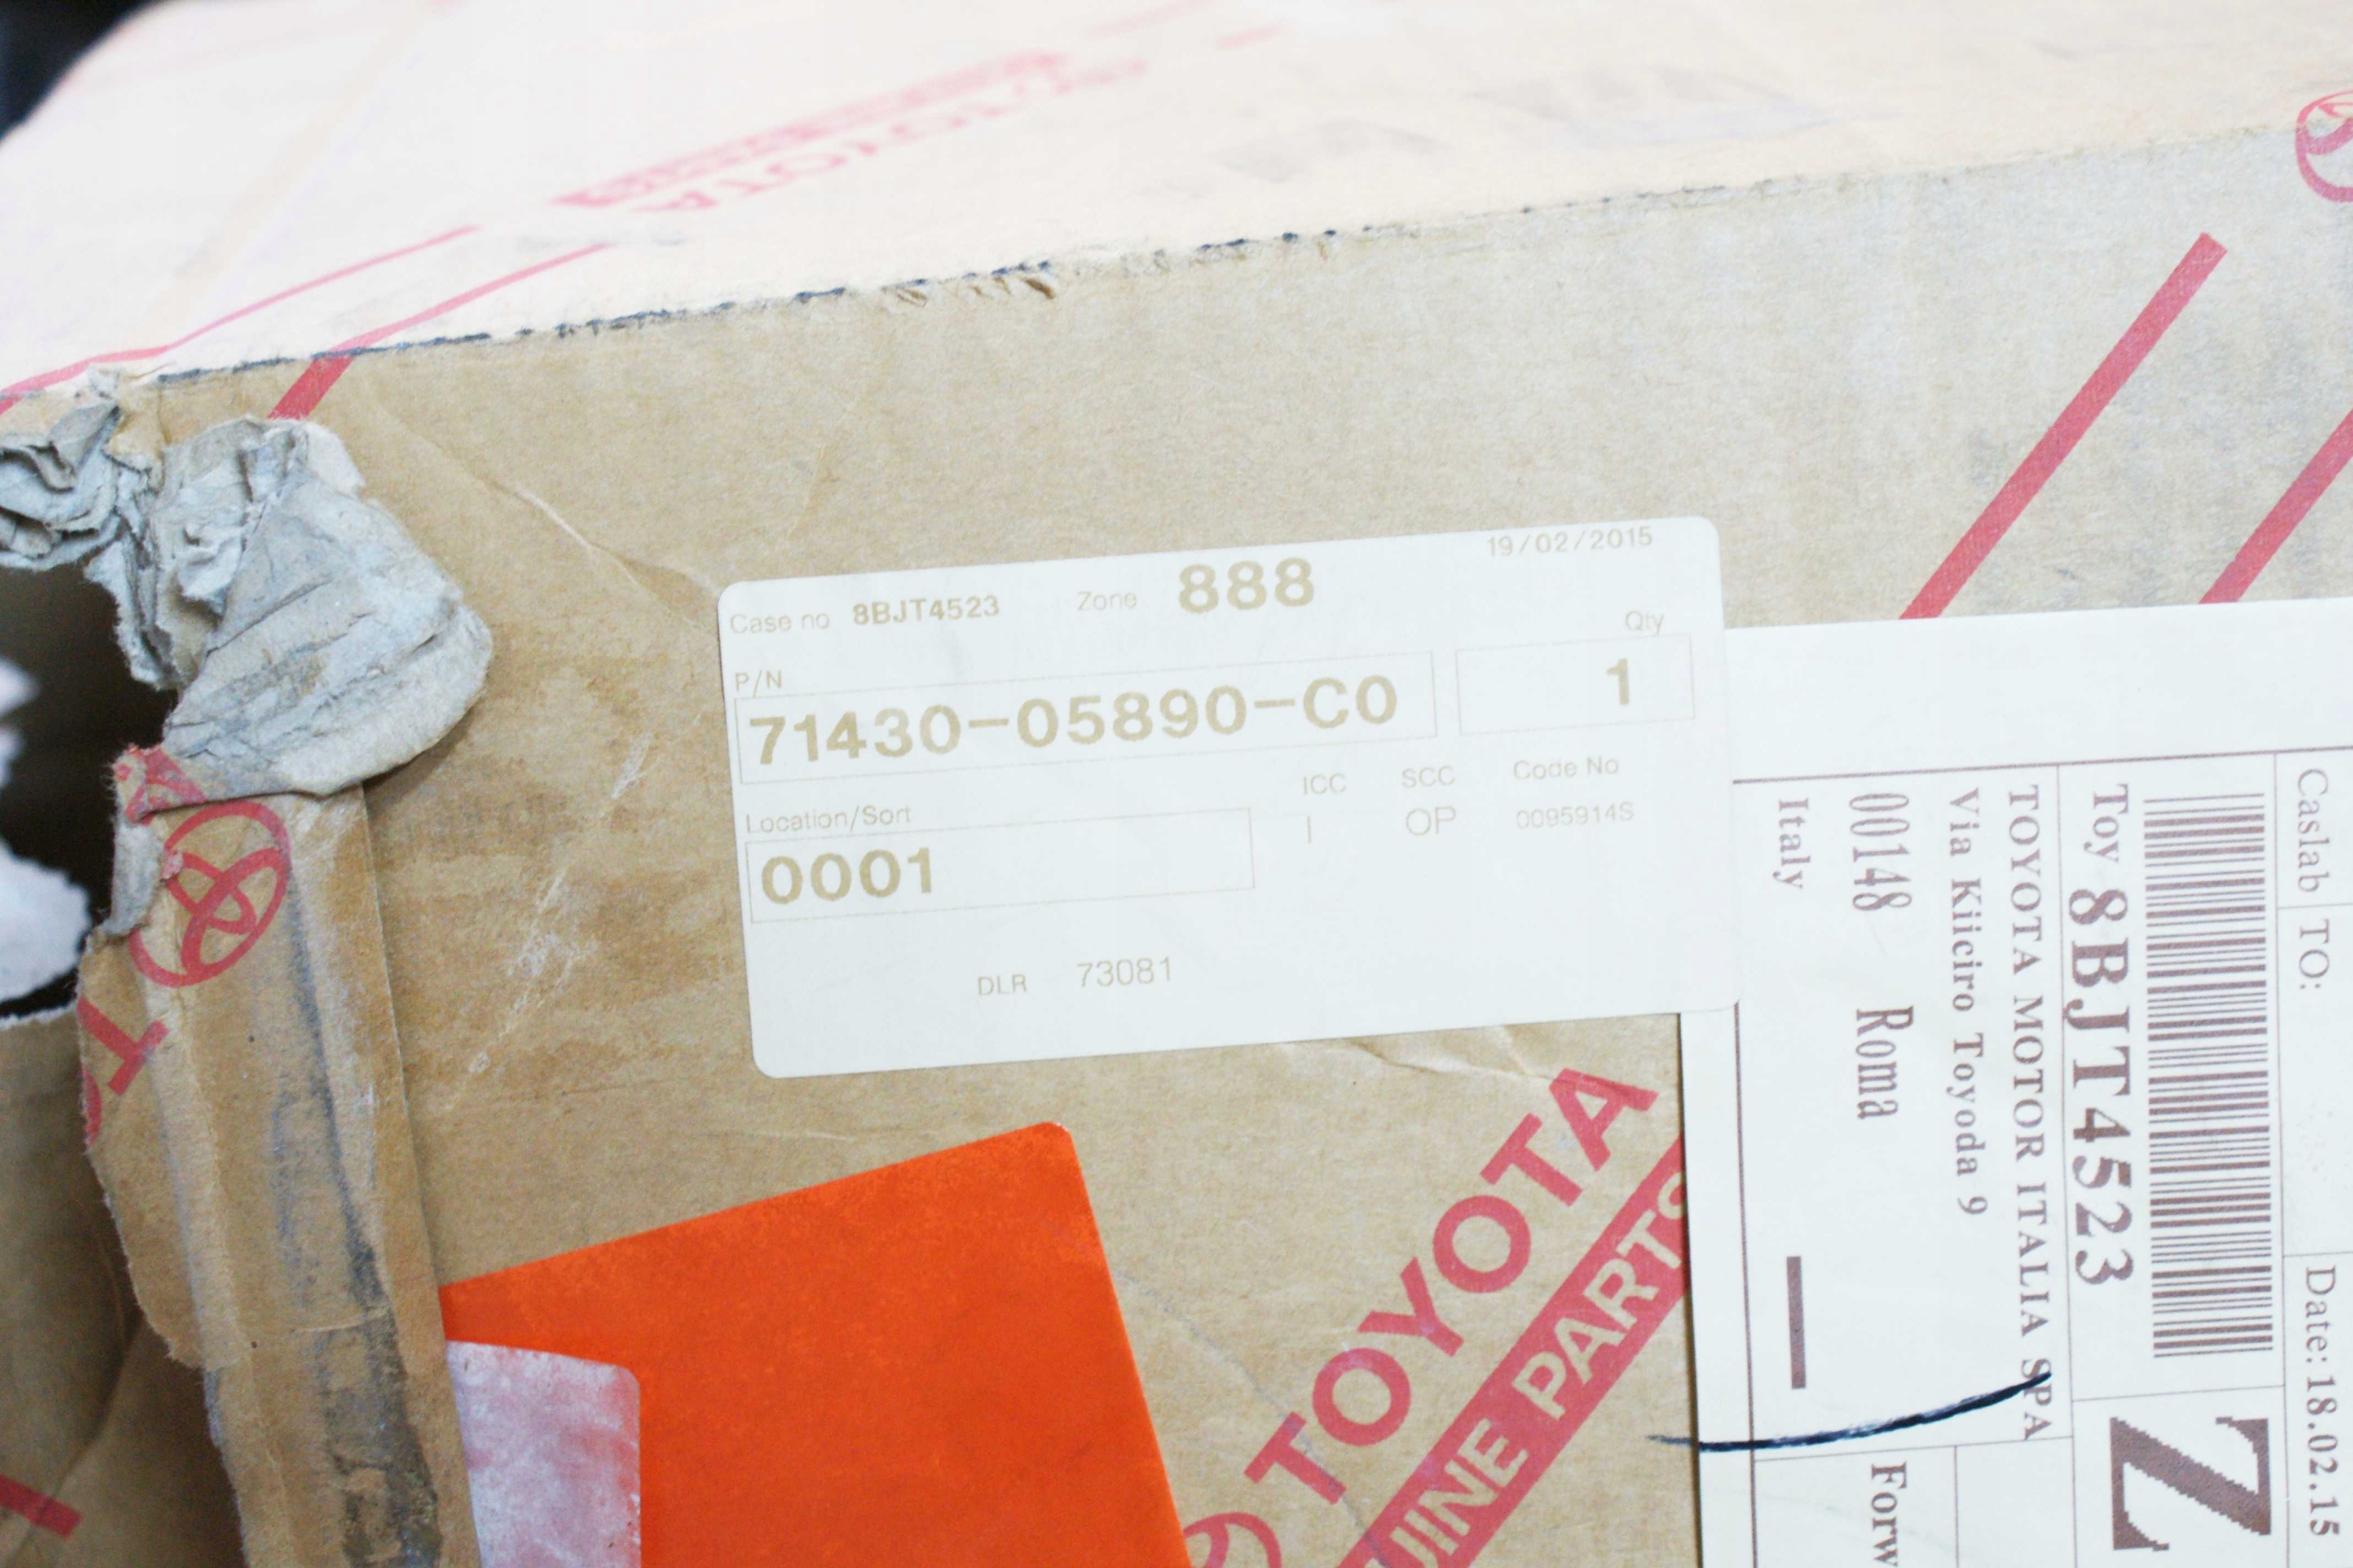 TOYOTA
19/02/2015
Case no 8BJT4523 Zone 888
Qty
P/N
71430-05890-C0 1
ICC SCC Code No
Location/Sort
I OP 0095914S
0001
DLR 73081
TOYOTA
GENUINE PARTS
Caslab TO: Date: 18.02.15
Toy 8BJT4523 Z
TOYOTA MOTOR ITALIA SPA
Via Kiiciro Toyoda 9
00148 Roma
Italy
Forw